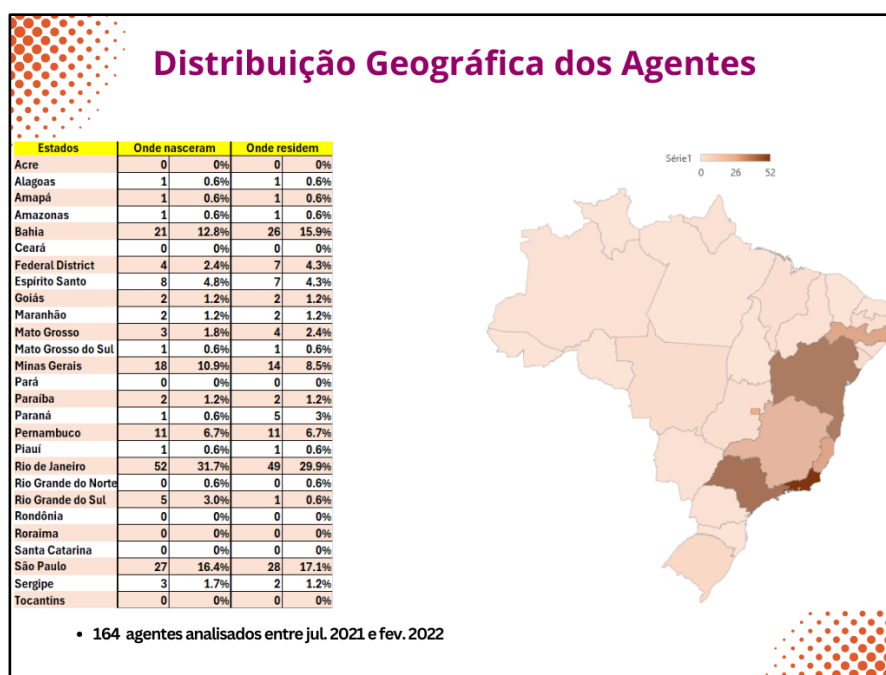 Distribuição Geográfica dos Agentes
Estados Onde nasceram Onde residem
Acre 0 0% 0 0%
Alagoas 1 0.6% 1 0.6%
Amapá 1 0.6% 1 0.6%
Amazonas 1 0.6% 1 0.6%
Bahia 21 12.8% 26 15.9%
Ceará 0 0% 0 0%
Federal District 4 2.4% 7 4.3%
Espírito Santo 8 4.8% 7 4.3%
Goiás 2 1.2% 2 1.2%
Maranhão 2 1.2% 2 1.2%
Mato Grosso 3 1.8% 4 2.4%
Mato Grosso do Sul 1 0.6% 1 0.6%
Minas Gerais 18 10.9% 14 8.5%
Pará 0 0% 0 0%
Paraíba 2 1.2% 2 1.2%
Paraná 1 0.6% 5 3%
Pernambuco 11 6.7% 11 6.7%
Piauí 1 0.6% 1 0.6%
Rio de Janeiro 52 31.7% 49 29.9%
Rio Grande do Norte 0 0.6% 0 0.6%
Rio Grande do Sul 5 3.0% 1 0.6%
Rondônia 0 0% 0 0%
Roraima 0 0% 0 0%
Santa Catarina 0 0% 0 0%
São Paulo 27 16.4% 28 17.1%
Sergipe 3 1.7% 2 1.2%
Tocantins 0 0% 0 0%
Série1
0 26 52
• 164 agentes analisados entre jul. 2021 e fev. 2022